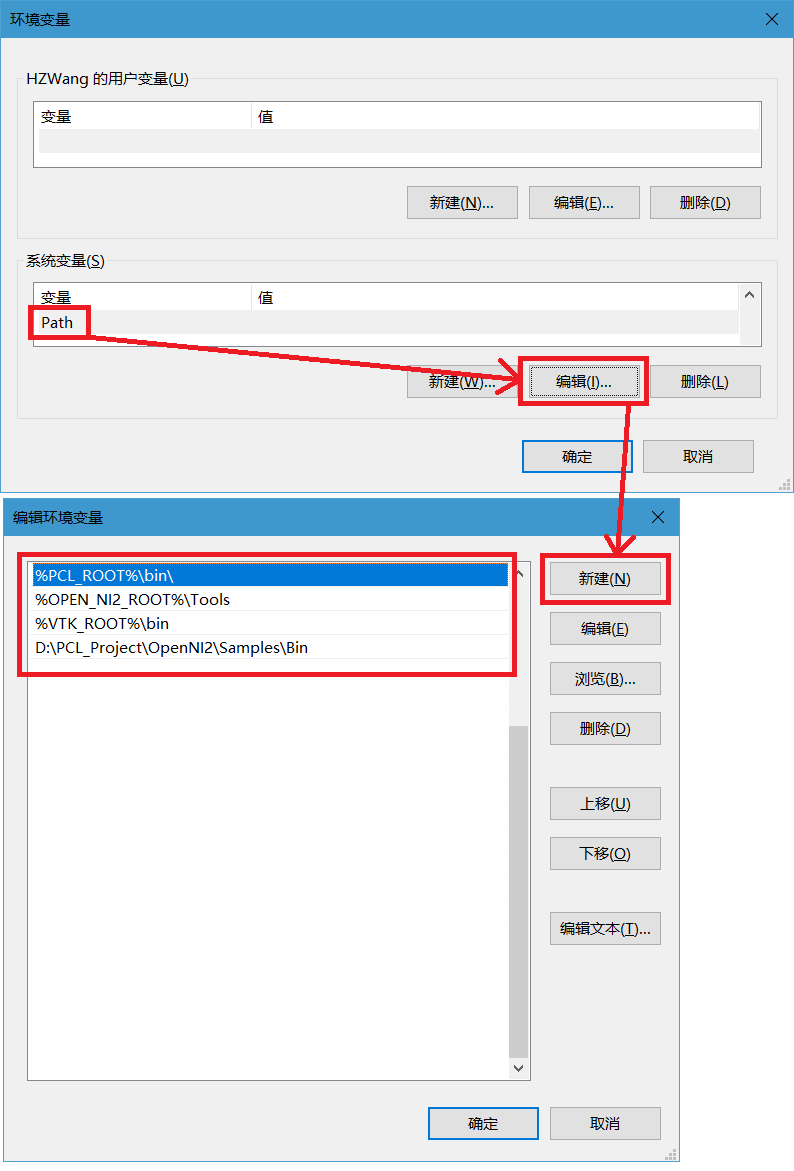 环境变量
HZWang 的用户变量(U)
变量 值
新建(N)... 编辑(E)... 删除(D)
系统变量(S)
变量 值
Path
新建(W)... 编辑(I)... 删除(L)
确定 取消
编辑环境变量
%PCL_ROOT%\bin\
%OPEN_NI2_ROOT%\Tools
%VTK_ROOT%\bin
D:\PCL_Project\OpenNI2\Samples\Bin
新建(N)
编辑(E)
浏览(B)...
删除(D)
上移(U)
下移(O)
编辑文本(T)...
确定 取消